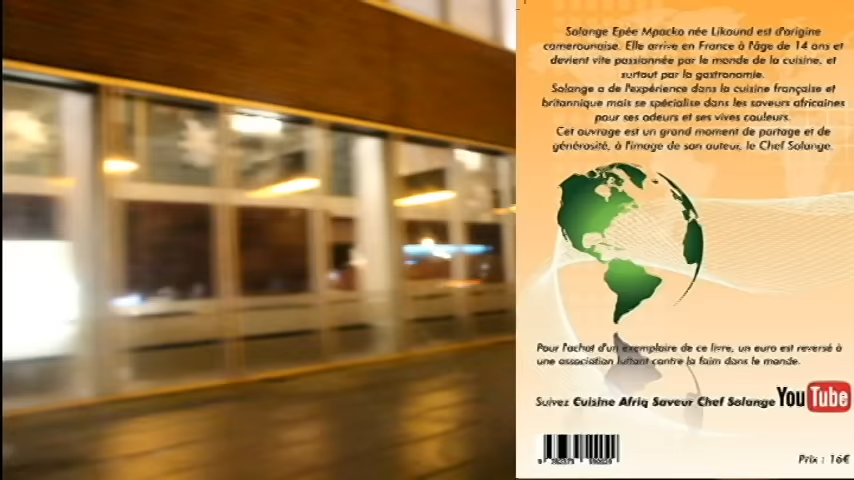 Solange Epée Mpacko née Likound est d'origine
camerounaise. Elle arrive en France à l'âge de 14 ans et
devient vite passionnée par le monde de la cuisine, et
surtout par la gastronomie.
Solange a de l'expérience dans la cuisine française et
britannique mais se spécialise dans les saveurs africaines
pour ses odeurs et ses vives couleurs.
Cet ouvrage est un grand moment de partage et de
générosité, à l'image de son auteur, le Chef Solange.
Pour l'achat d'un exemplaire de ce livre, un euro est reversé à
une association luttant contre la faim dans le monde.
Suivez Cuisine Afriq Saveur Chef Solange YouTube
Prix : 16€